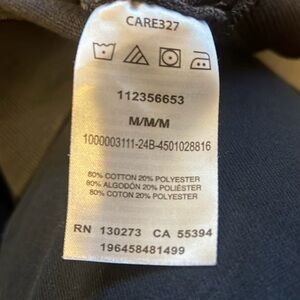 CARE327
112356653
M/M/M
1000003111-24B-4501028816
80% COTTON 20% POLYESTER
80% ALGODÓN 20% POLIÉSTER
80% COTON 20% POLYESTER
RN 130273 CA 55394
196458481499